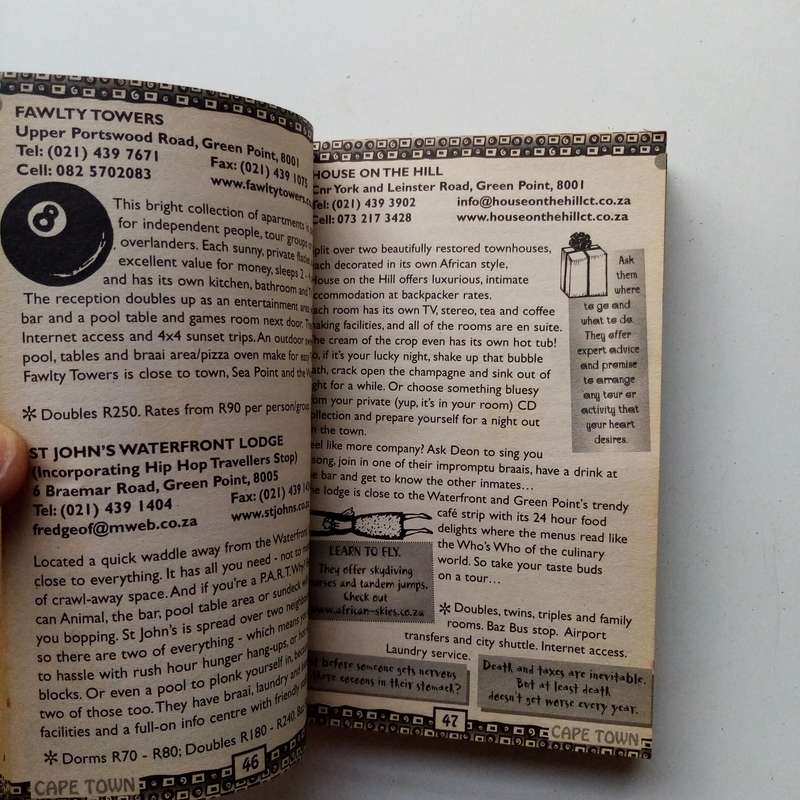 FAWLTY TOWERS
Upper Portswood Road, Green Point, 8001
Tel: (021) 439 7671 Fax: (021) 439 1075
Cell: 082 5702083 www.fawltytowers.
This bright collection of apartments is
for independent people, tour groups
overlanders. Each sunny, private
excellent value for money, sleeps 2 -
and has its own kitchen, bathroom and
The reception doubles up as an entertainment area
bar and a pool table and games room next door.
Internet access and 4x4 sunset trips. An outdoor
pool, tables and braai area/pizza oven make for easy
Fawlty Towers is close to town, Sea Point and the
✻ Doubles R250. Rates from R90 per person/group
ST JOHN'S WATERFRONT LODGE
(Incorporating Hip Hop Travellers Stop)
6 Braemar Road, Green Point, 8005
Tel: (021) 439 1404 Fax: (021) 439
fredgeof@mweb.co.za www.stjohns.co
Located a quick waddle away from the Waterfront
close to everything. It has all you need - not to
of crawl-away space. And if you're a P.A.R.T.Why?
can Animal, the bar, pool table area or sundeck
you bopping. St John's is spread over two
so there are two of everything - which means
to hassle with rush hour hunger hang-ups, or
blocks. Or even a pool to plonk yourself in,
two of those too. They have braai, laundry and
facilities and a full-on info centre with friendly
✻ Dorms R70 - R80; Doubles R180 - R240.
46
CAPE TOWN
HOUSE ON THE HILL
Cnr York and Leinster Road, Green Point, 8001
Tel: (021) 439 3902 info@houseonthehillct.co.za
Cell: 073 217 3428 www.houseonthehillct.co.za
plit over two beautifully restored townhouses,
ach decorated in its own African style,
House on the Hill offers luxurious, intimate
ccommodation at backpacker rates.
ach room has its own TV, stereo, tea and coffee
aking facilities, and all of the rooms are en suite.
he cream of the crop even has its own hot tub!
o, if it's your lucky night, shake up that bubble
ath, crack open the champagne and sink out of
ght for a while. Or choose something bluesy
om your private (yup, it's in your room) CD
ollection and prepare yourself for a night out
n the town.
eel like more company? Ask Deon to sing you
song, join in one of their impromptu braais, have a drink at
e bar and get to know the other inmates...
e lodge is close to the Waterfront and Green Point's trendy
café strip with its 24 hour food
delights where the menus read like
the Who's Who of the culinary
world. So take your taste buds
on a tour...
Ask
them
where
to go and
what to do.
They offer
expert advice
and promise
to arrange
any tour or
activity that
your heart
desires.
LEARN TO FLY.
They offer skydiving
urses and tandem jumps.
Check out
www.african-skies.co.za
✻ Doubles, twins, triples and family
rooms. Baz Bus stop. Airport
transfers and city shuttle. Internet access.
Laundry service.
t before someone gets nervous
there cocoons in their stomach?
Death and taxes are inevitable.
But at least death
doesn't get worse every year.
47
CAPE TOWN